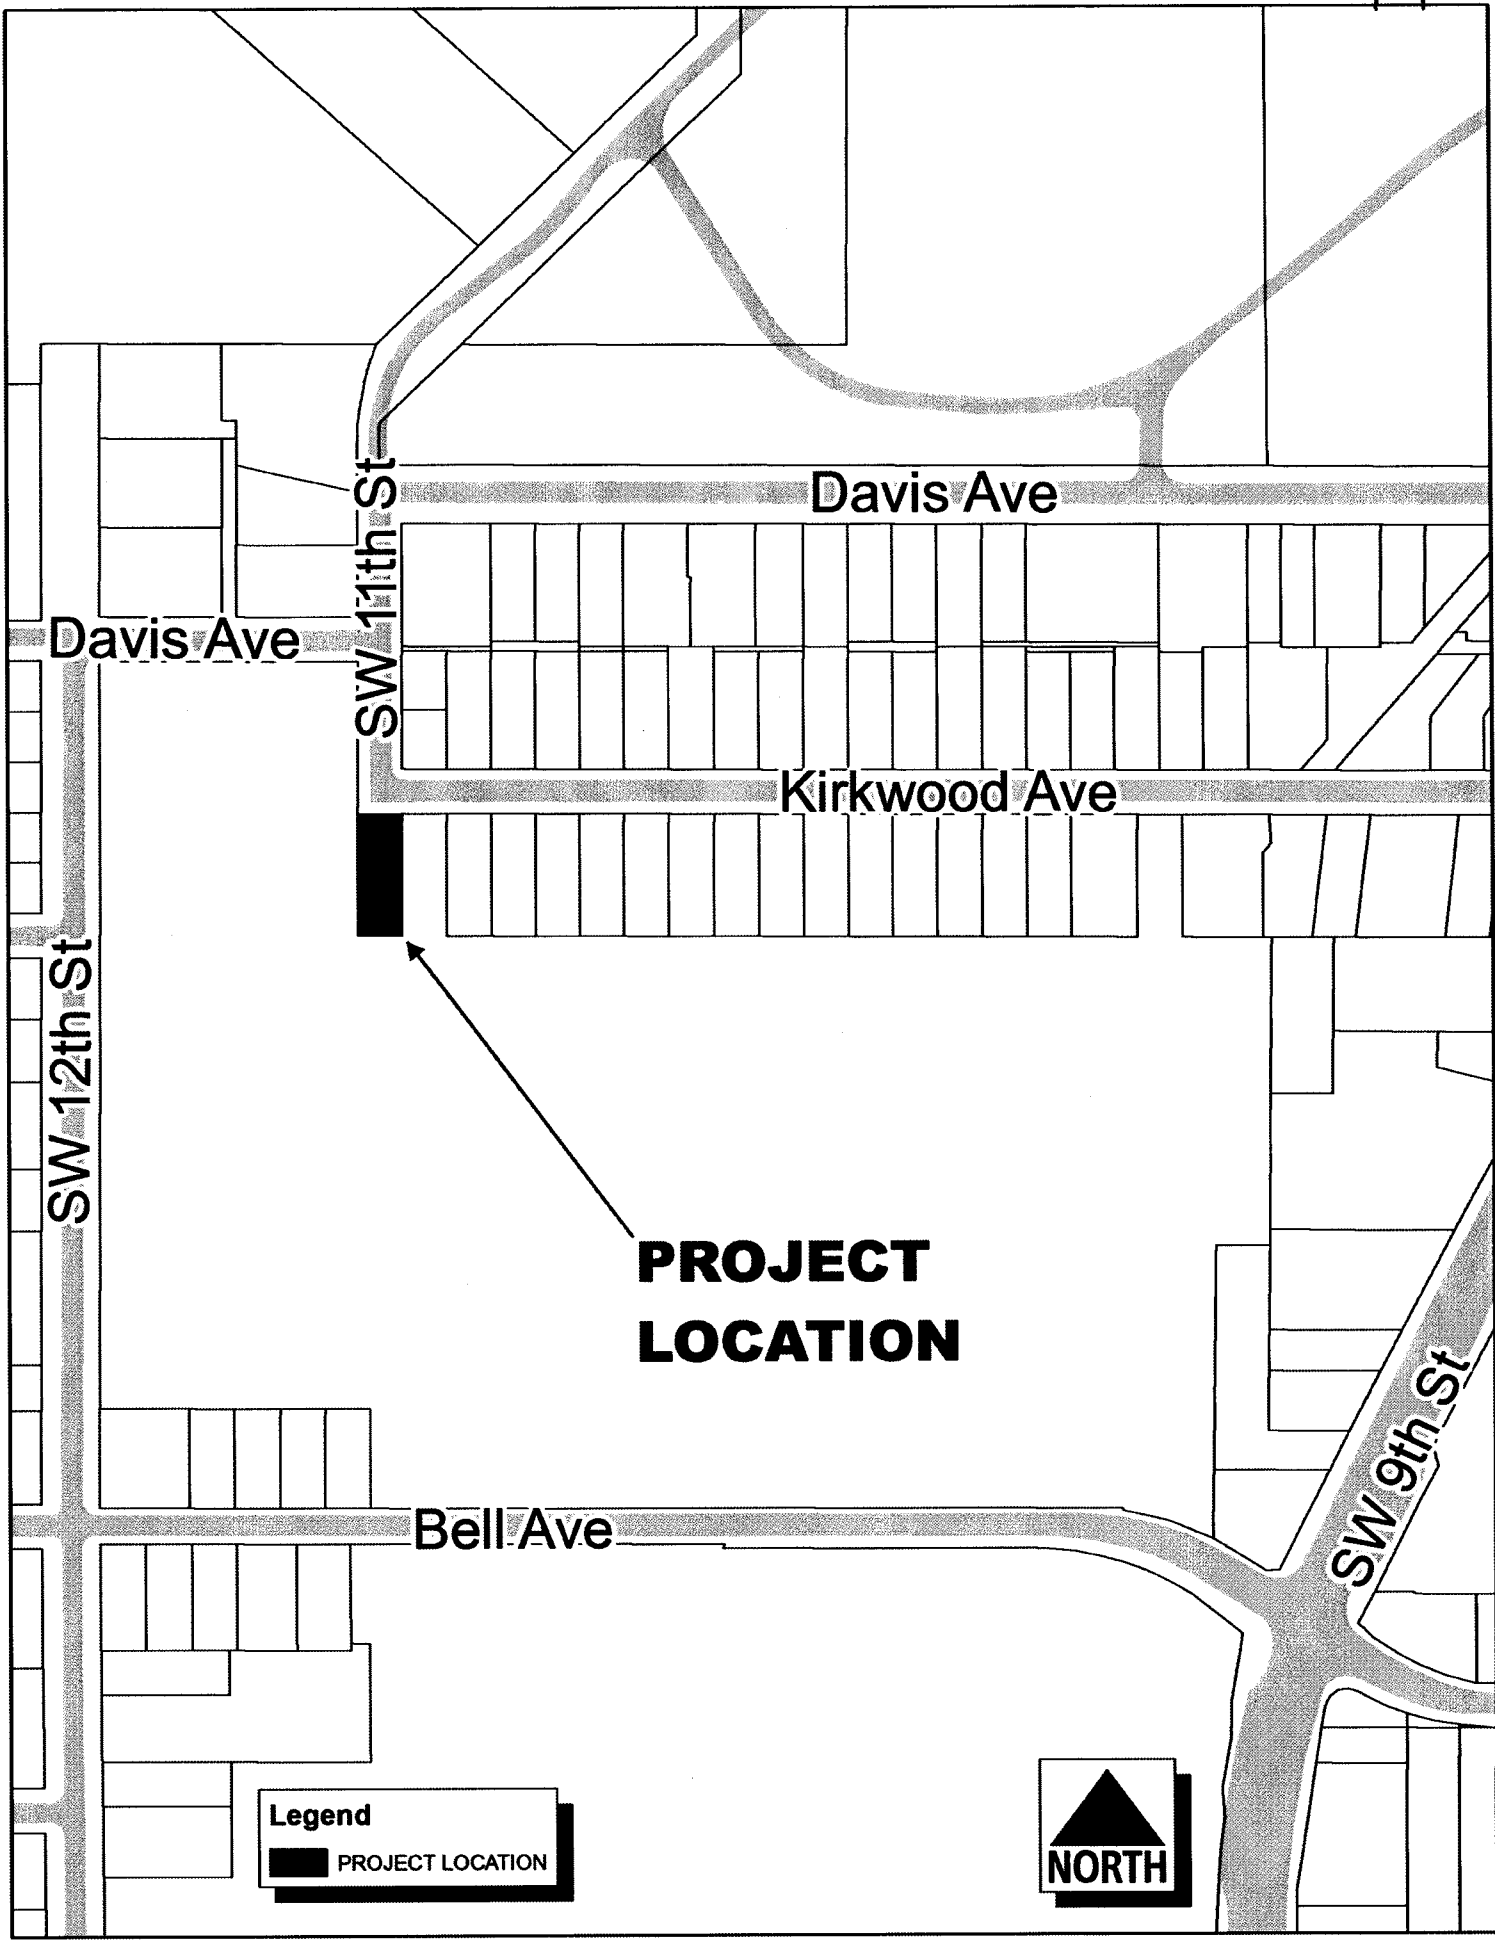 Davis Ave
SW 11th St
Davis Ave
Kirkwood Ave
SW 12th St
PROJECT
LOCATION
SW 9th St
Bell Ave
Legend
PROJECT LOCATION
NORTH